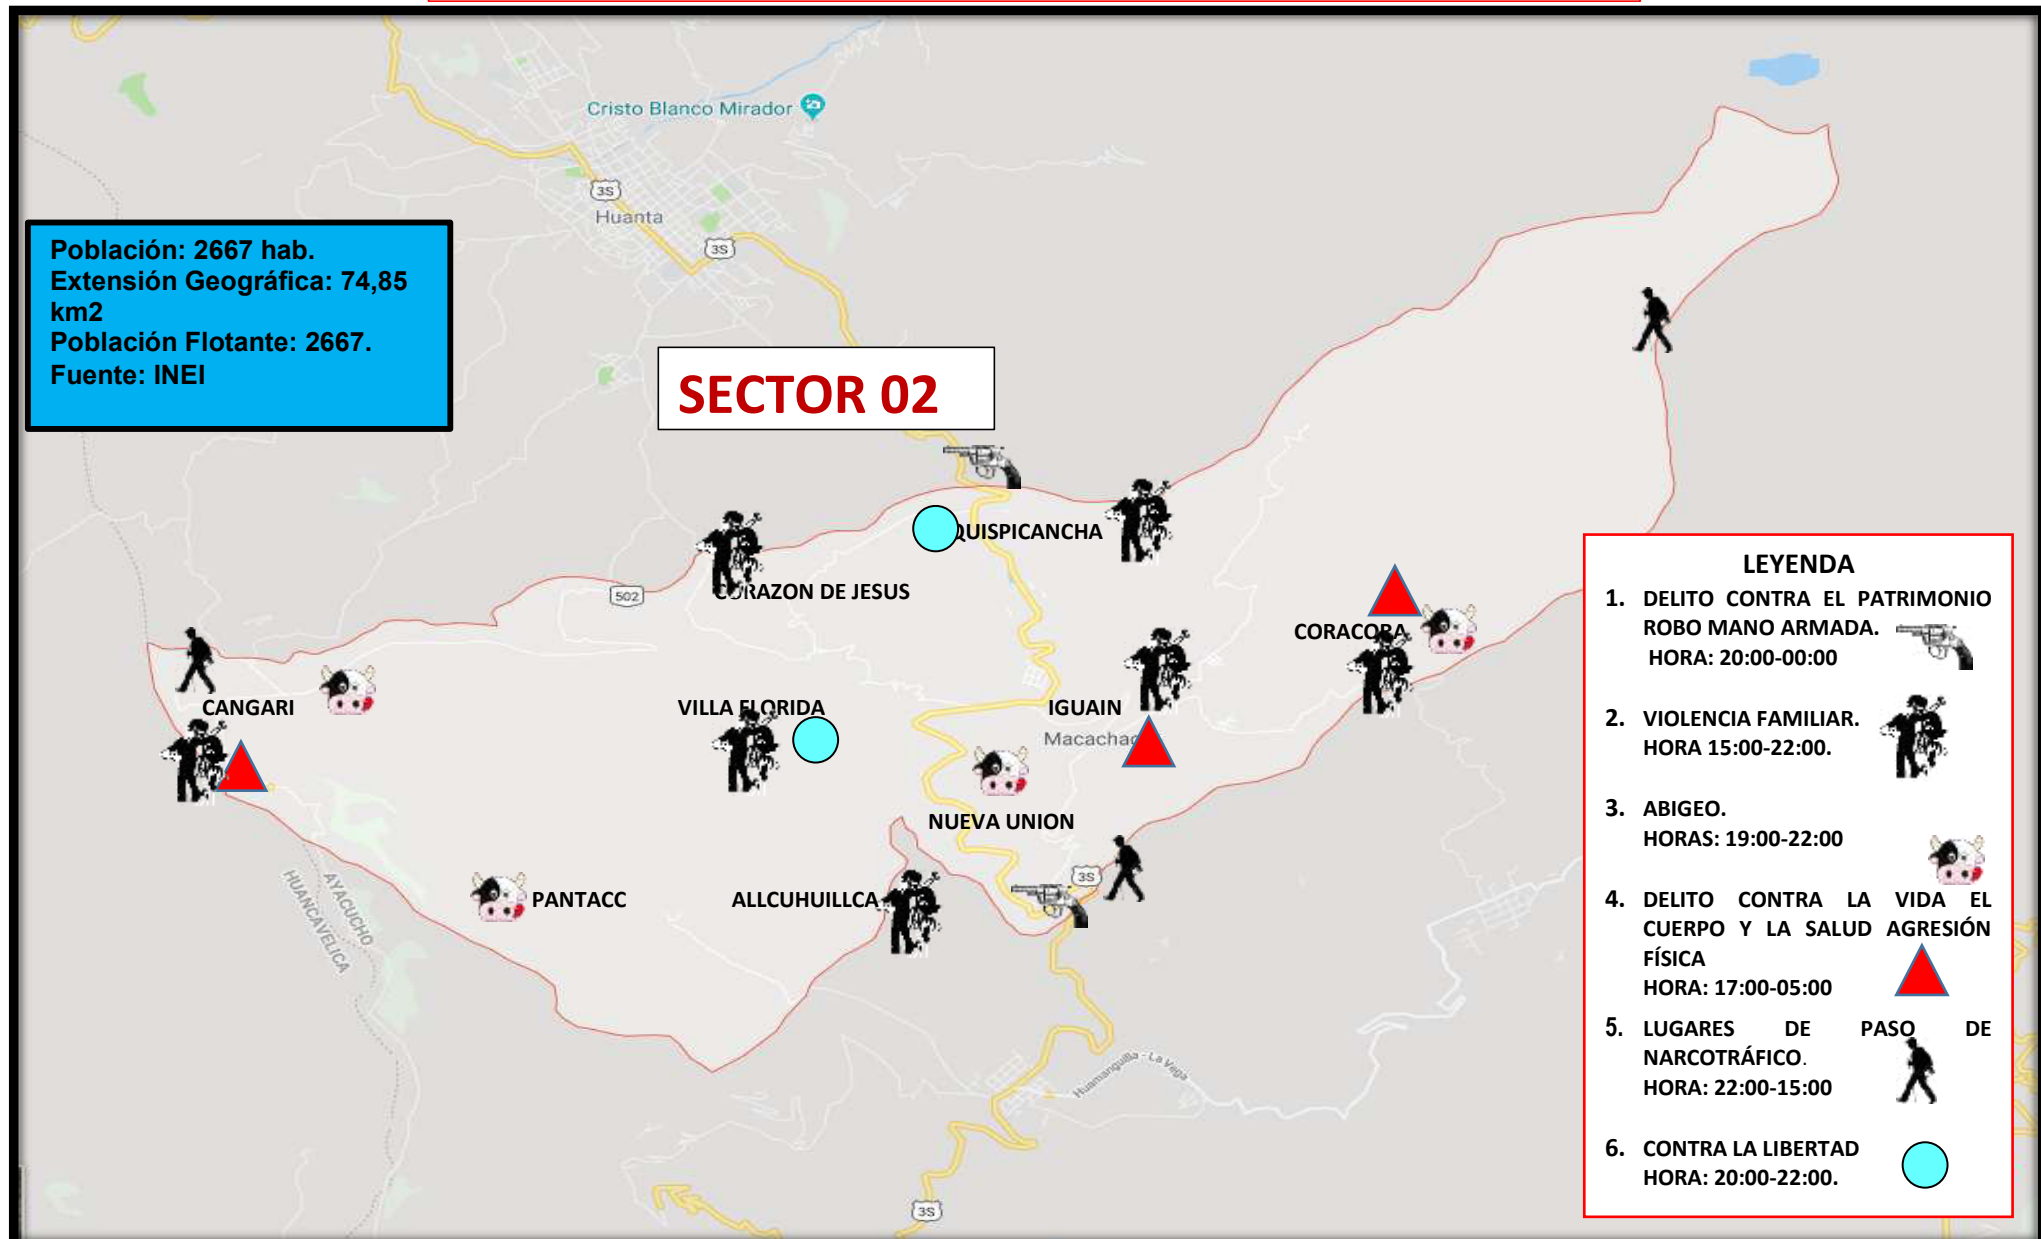 Cristo Blanco Mirador
3S
Huanta
3S
Población: 2667 hab.
Extensión Geográfica: 74,85
km2
Población Flotante: 2667.
Fuente: INEI
SECTOR 02
QUISPICANCHA
CORAZON DE JESUS
502
CORACORA
CANGARI
VILLA FLORIDA
IGUAIN
Macachac
NUEVA UNION
3S
PANTACC
ALLCUHUILLCA
AYACUCHO
HUANCAVELICA
Huamanguilla - La Vega
3S
LEYENDA
1. DELITO CONTRA EL PATRIMONIO
ROBO MANO ARMADA.
HORA: 20:00-00:00
2. VIOLENCIA FAMILIAR.
HORA 15:00-22:00.
3. ABIGEO.
HORAS: 19:00-22:00
4. DELITO CONTRA LA VIDA EL
CUERPO Y LA SALUD AGRESIÓN
FÍSICA
HORA: 17:00-05:00
5. LUGARES DE PASO DE
NARCOTRÁFICO.
HORA: 22:00-15:00
6. CONTRA LA LIBERTAD
HORA: 20:00-22:00.